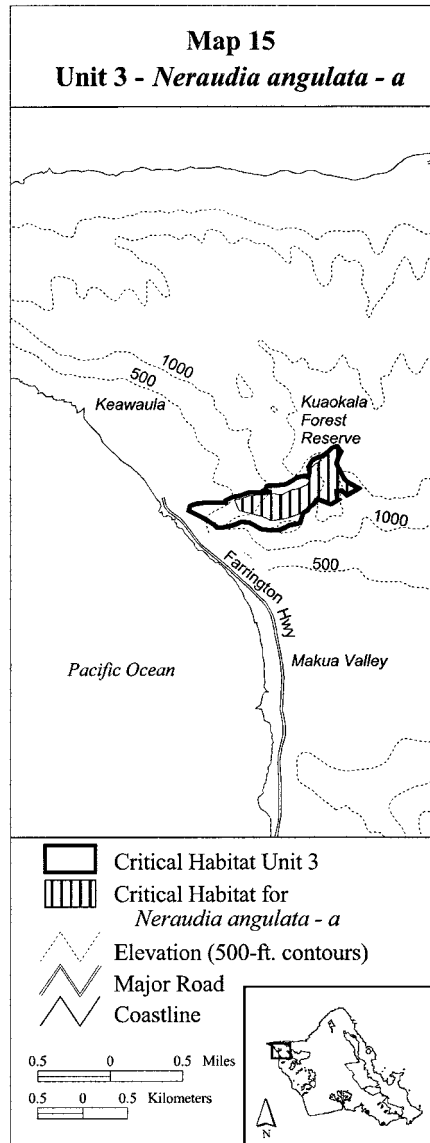 Map 15
Unit 3 - Neraudia angulata - a
1000
500
Keawaula
Kuaokala
Forest
Reserve
1000
500
Farrington Hwy
Makua Valley
Pacific Ocean
Critical Habitat Unit 3
Critical Habitat for
Neraudia angulata - a
Elevation (500-ft. contours)
Major Road
Coastline
0.5 0 0.5 Miles
0.5 0 0.5 Kilometers
N